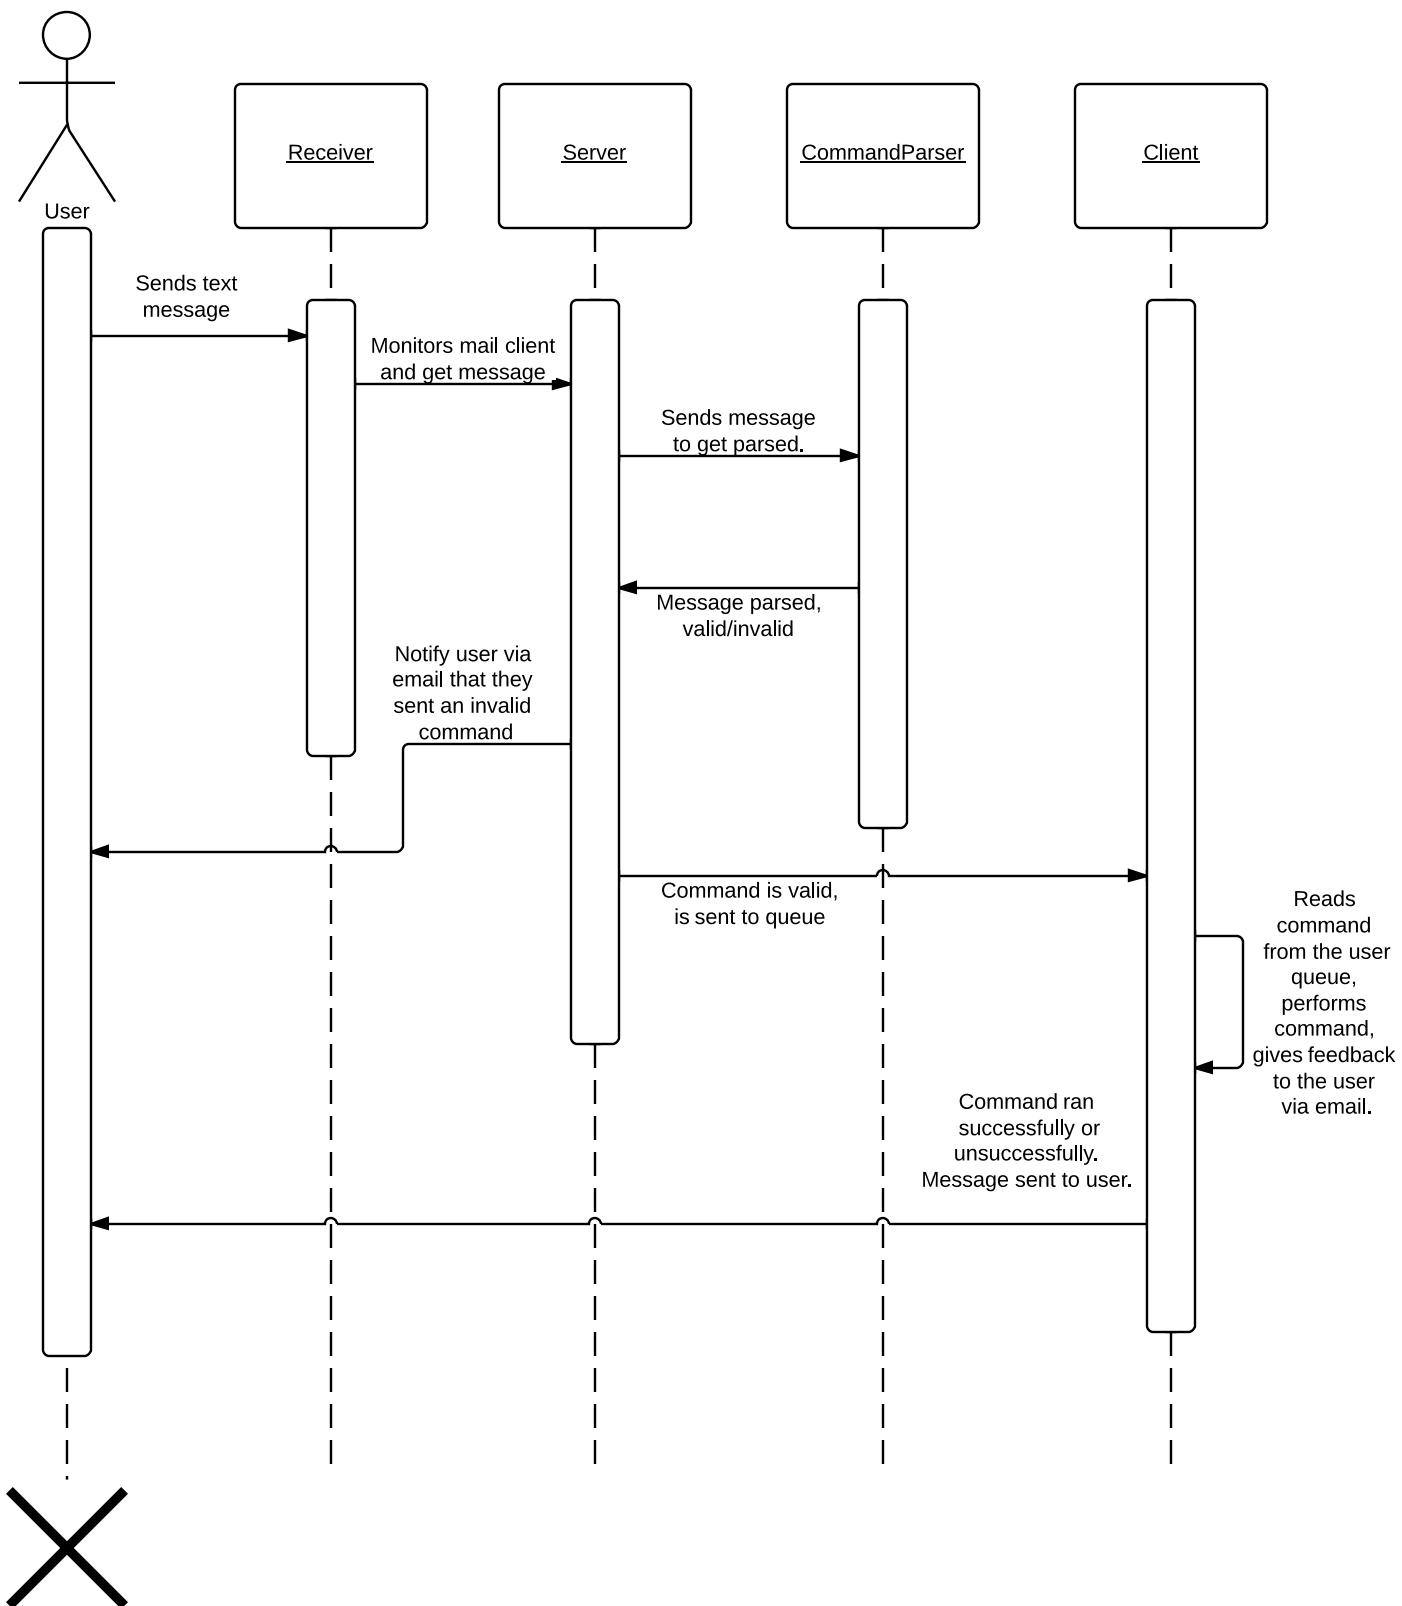 User
Receiver
Server
CommandParser
Client
Sends text
message
Monitors mail client
and get message
Sends message
to get parsed.
Message parsed,
valid/invalid
Notify user via
email that they
sent an invalid
command
Command is valid,
is sent to queue
Reads
command
from the user
queue,
performs
command,
gives feedback
to the user
via email.
Command ran
successfully or
unsuccessfully.
Message sent to user.